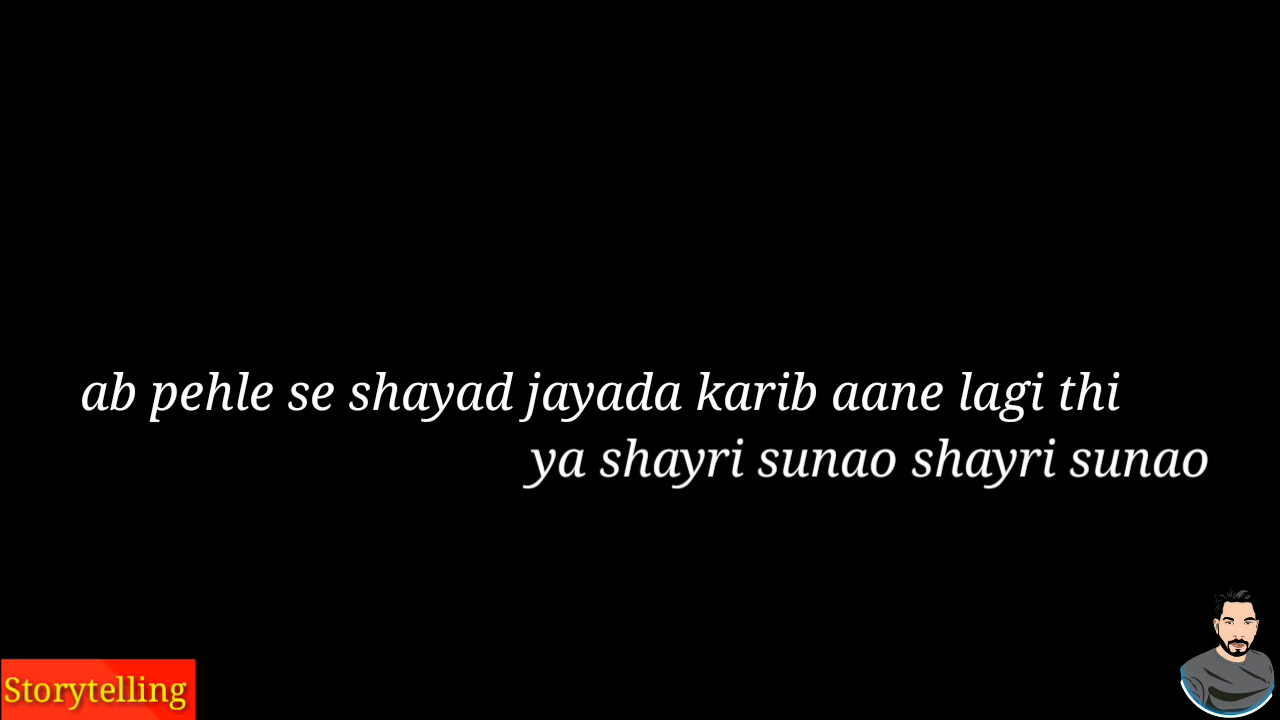 ab pehle se shayad jayada karib aane lagi thi
ya shayri sunao shayri sunao
Storytelling